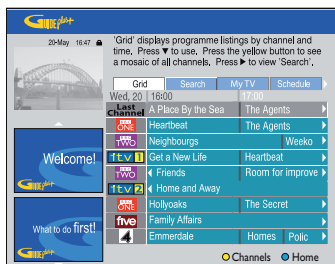 GUIDE Plus+
20-May 16:47
'Grid' displays programme listings by channel and
time. Press ▼ to use. Press the yellow button to see
a mosaic of all channels. Press ▶ to view 'Search'.
Grid Search My TV Schedule
Wed, 20 16:00 17:00
Last Channel A Place By the Sea The Agents
ONE Heartbeat The Agents
TWO Neighbourgs Weeko
itv 1 Get a New Life Heartbeat
TWO Friends Room for improve
itv 2 Home and Away
ONE Hollyoaks The Secret
five Family Affairs
4 Emmerdale Homes Polic
Welcome!
GUIDE Plus+
What to do first!
GUIDE Plus+
Channels Home